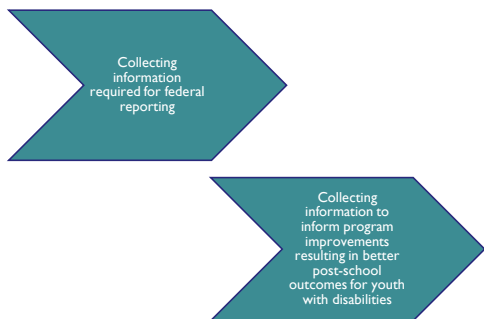 Collecting
information
required for federal
reporting
Collecting
information to
inform program
improvements
resulting in better
post-school
outcomes for youth
with disabilities